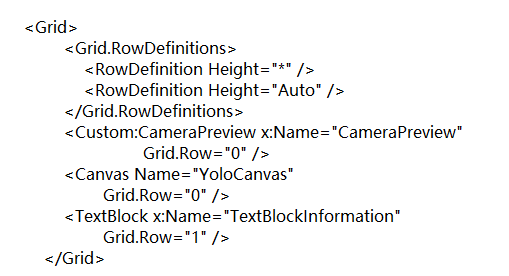 <Grid>
<Grid.RowDefinitions>
<RowDefinition Height="*" />
<RowDefinition Height="Auto" />
</Grid.RowDefinitions>
<Custom:CameraPreview x:Name="CameraPreview"
Grid.Row="0" />
<Canvas Name="YoloCanvas"
Grid.Row="0" />
<TextBlock x:Name="TextBlockInformation"
Grid.Row="1" />
</Grid>